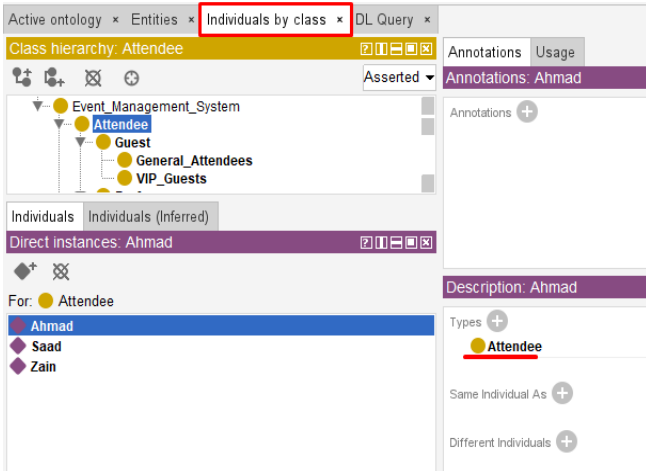 Active ontology × Entities × Individuals by class × DL Query ×
Class hierarchy: Attendee
Asserted
Event_Management_System
Attendee
Guest
General_Attendees
VIP_Guests
Individuals Individuals (Inferred)
Direct instances: Ahmad
For: Attendee
Ahmad
Saad
Zain
Annotations Usage
Annotations: Ahmad
Annotations
Description: Ahmad
Types
Attendee
Same Individual As
Different Individuals